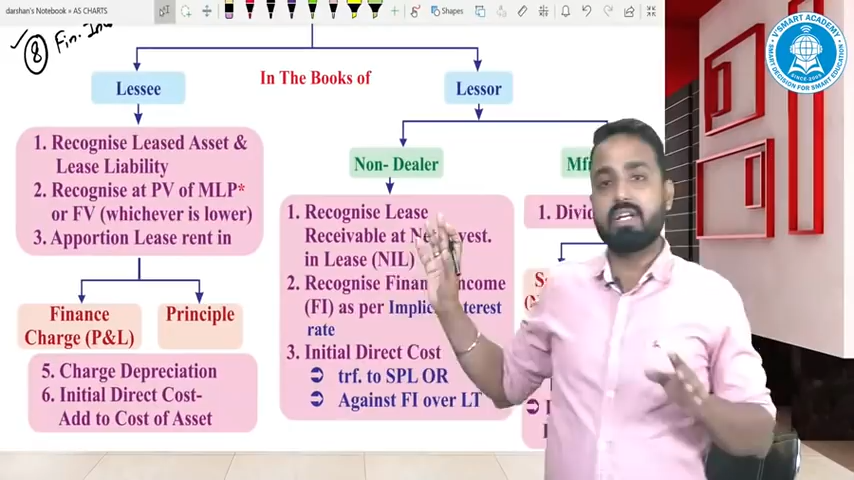 darshan's Notebook » AS CHARTS
Shapes
8 Fin. Inc
In The Books of
Lessee
Lessor
1. Recognise Leased Asset &
Lease Liability
2. Recognise at PV of MLP*
or FV (whichever is lower)
3. Apportion Lease rent in
Finance
Charge (P&L)
Principle
5. Charge Depreciation
6. Initial Direct Cost-
Add to Cost of Asset
Non- Dealer
1. Recognise Lease
Receivable at
in Lease (NIL)
2. Recognise
(FI) as per
rate
3. Initial Direct Cost
trf. to SPL OR
Against FI over LT
1.
V'SMART ACADEMY
SINCE-2005
SMART DECISION FOR SMART EDUCATION